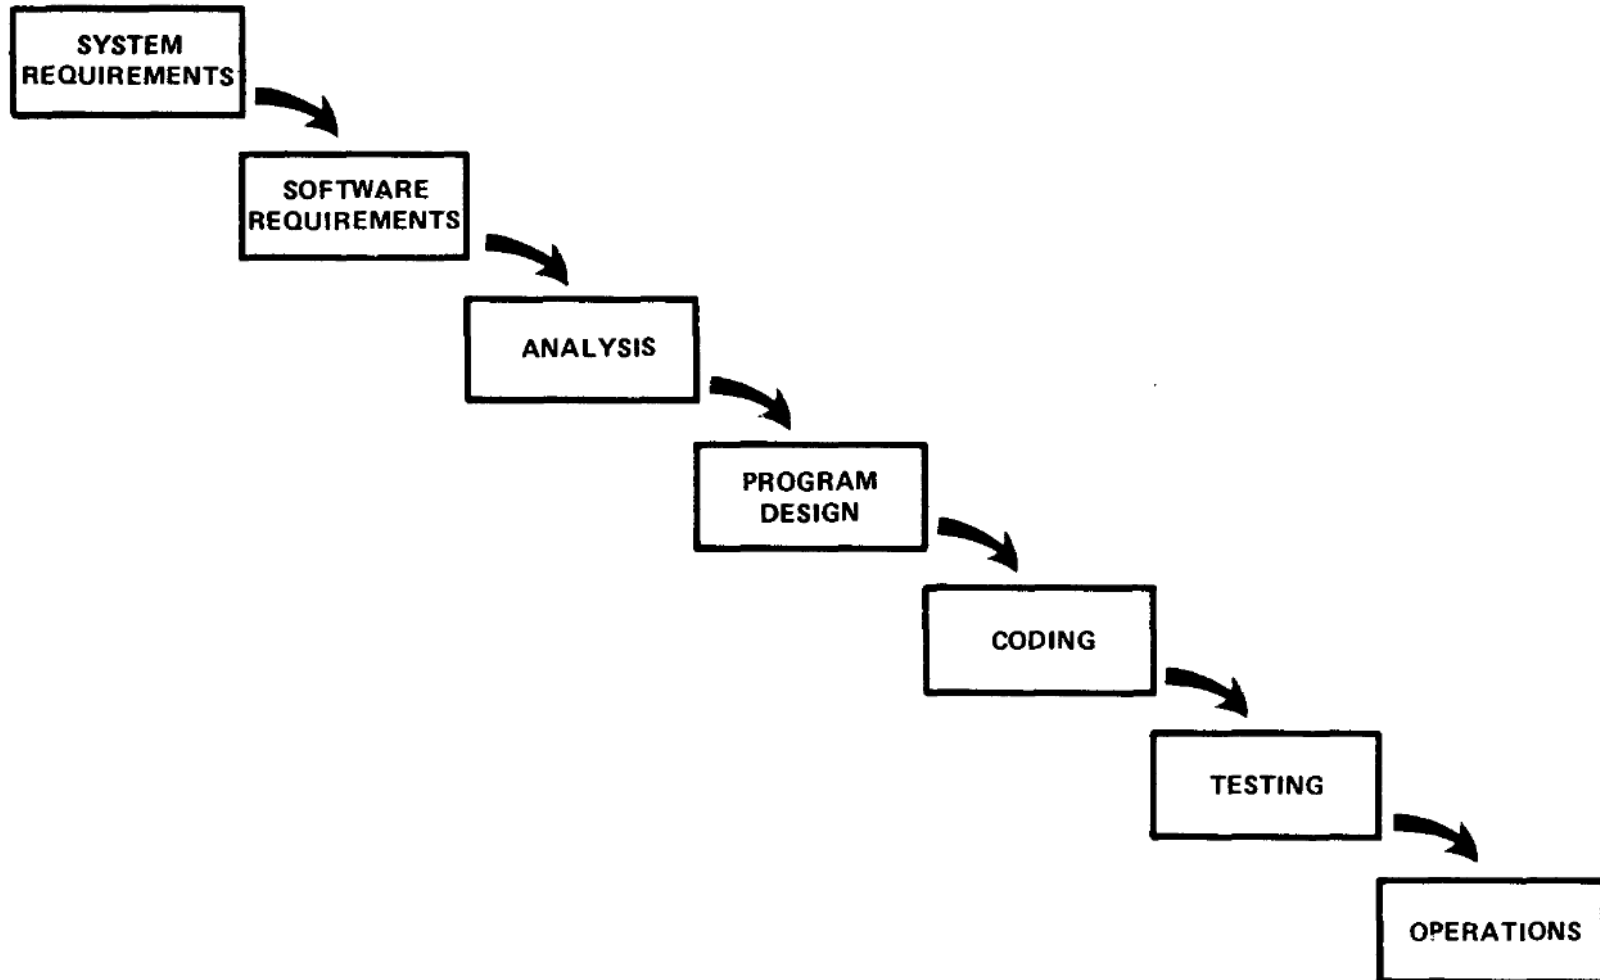 SYSTEM
REQUIREMENTS
SOFTWARE
REQUIREMENTS
ANALYSIS
PROGRAM
DESIGN
CODING
TESTING
OPERATIONS